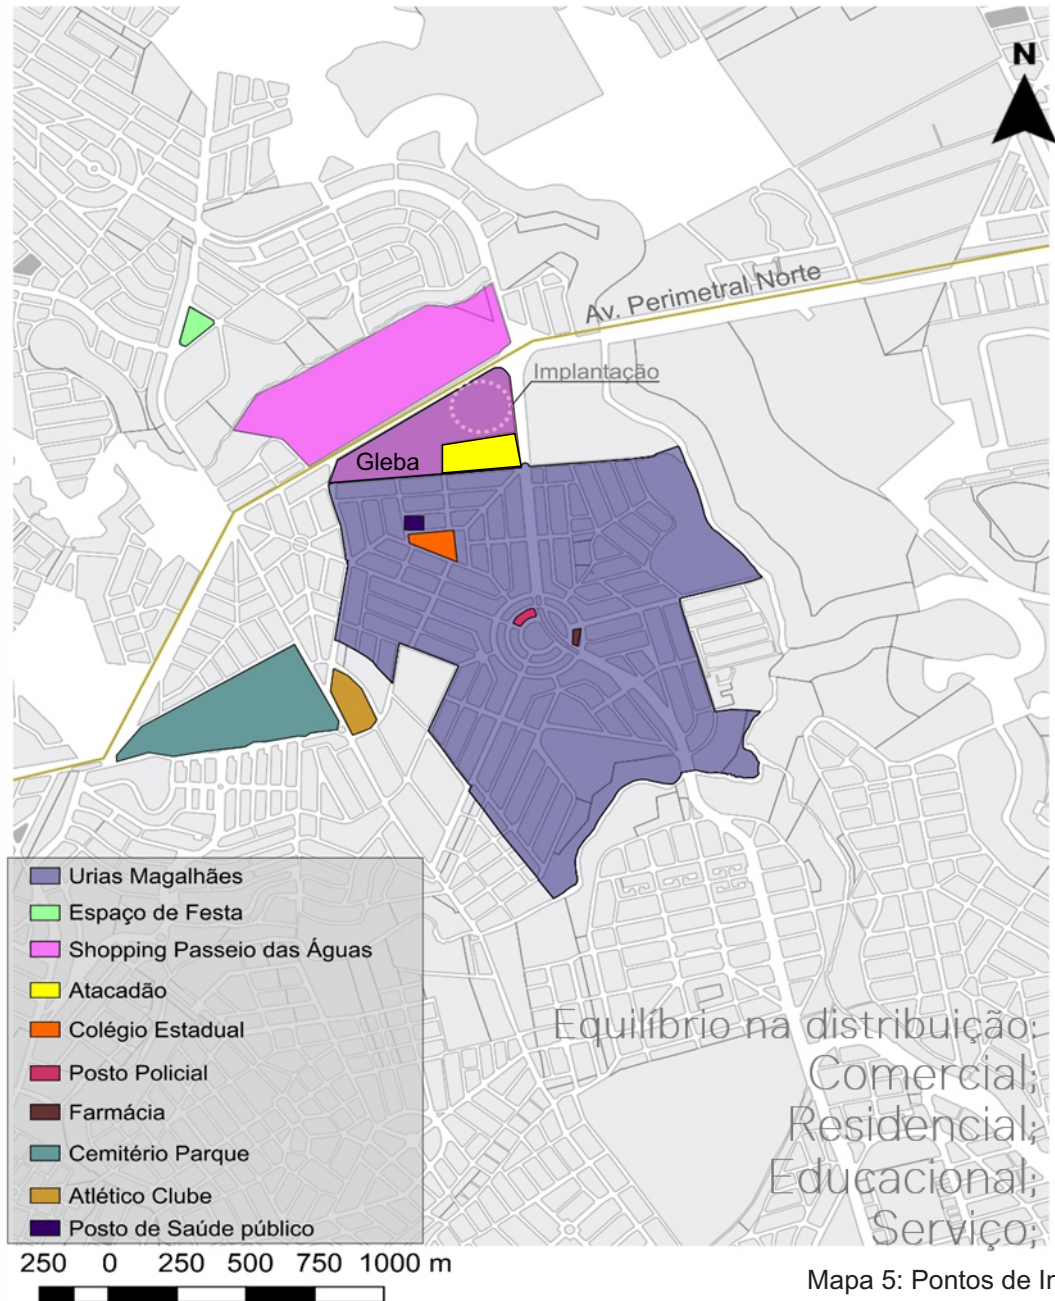 N
Av. Perimetral Norte
Implantação
Gleba
Urias Magalhães
Espaço de Festa
Shopping Passeio das Águas
Atacadão
Colégio Estadual
Posto Policial
Farmácia
Cemitério Parque
Atlético Clube
Posto de Saúde público
Equilíbrio na distribuição:
Comercial;
Residencial;
Educacional;
Serviço;
250 0 250 500 750 1000 m
Mapa 5: Pontos de